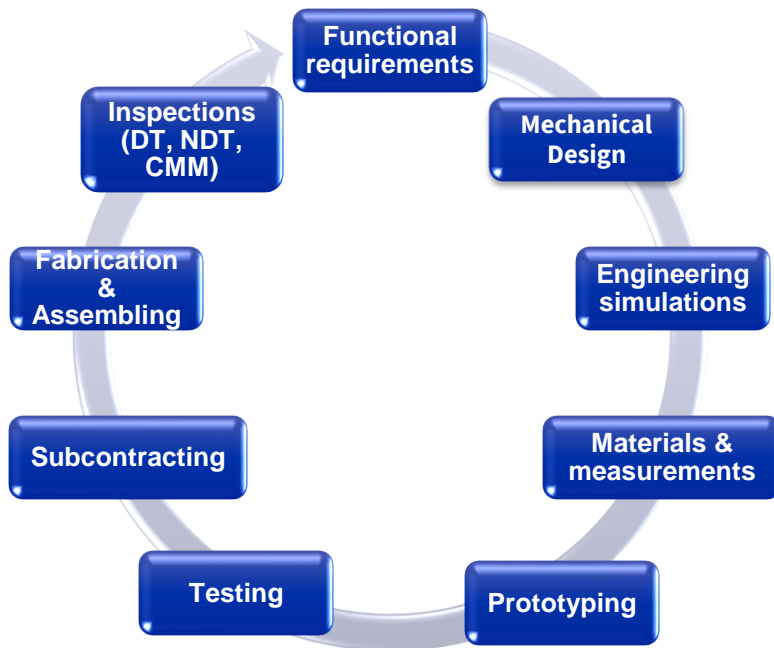 Functional
requirements
Mechanical
Design
Engineering
simulations
Materials &
measurements
Prototyping
Testing
Subcontracting
Fabrication
&
Assembling
Inspections
(DT, NDT,
CMM)